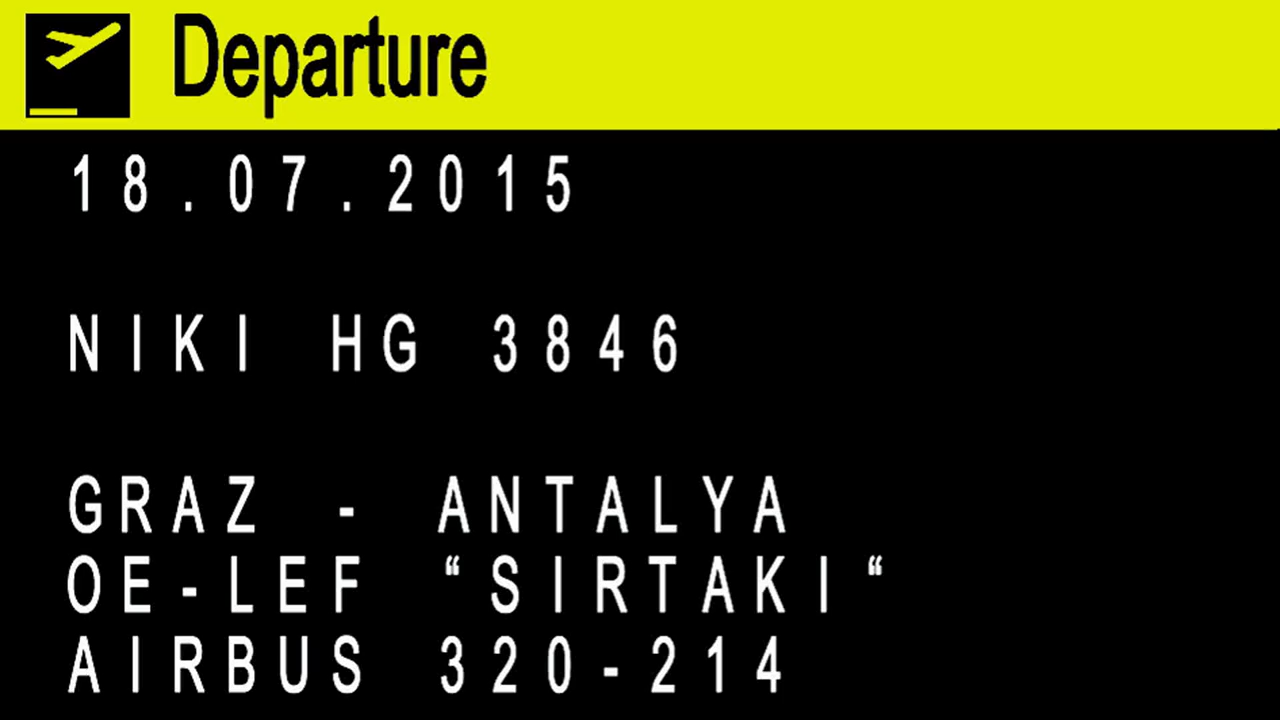 Departure
18.07.2015
NIKI HG 3846
GRAZ - ANTALYA
OE-LEF “SIRTAKI“
AIRBUS 320-214